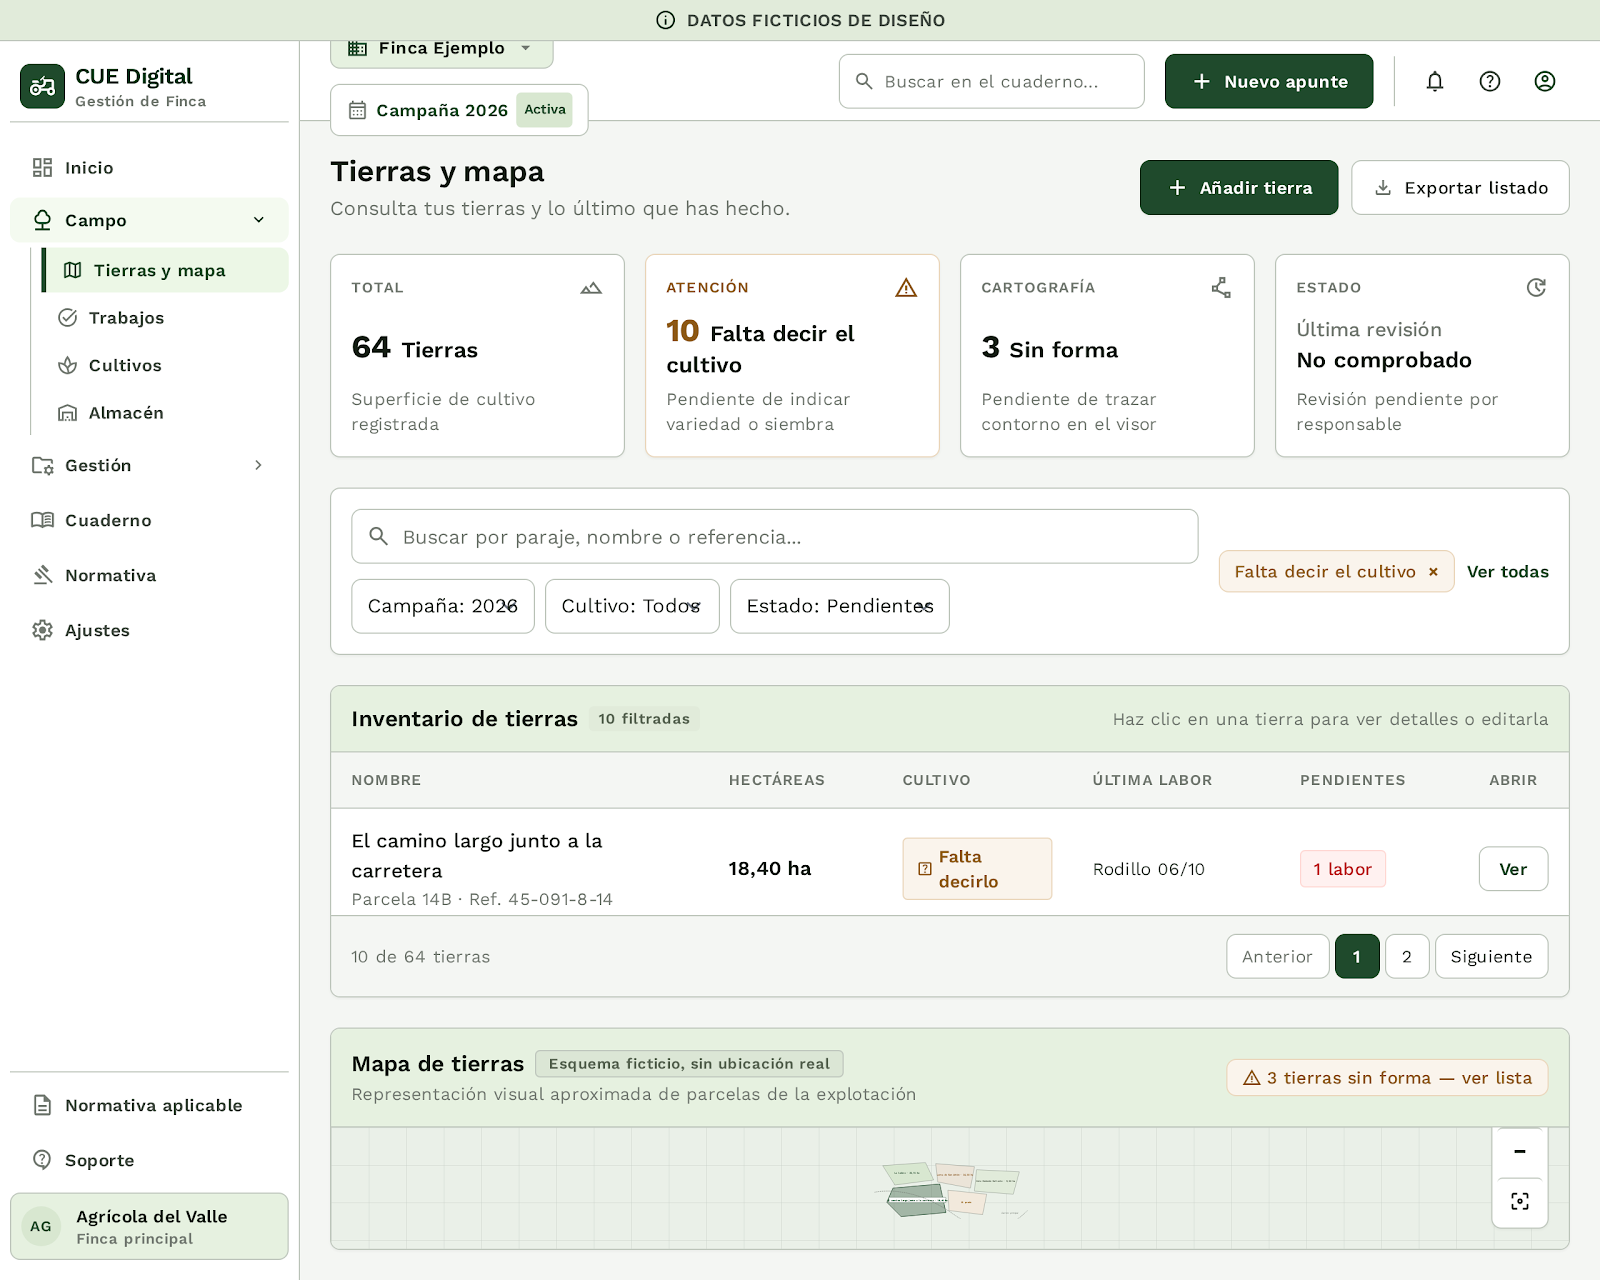 DATOS FICTICIOS DE DISEÑO
CUE Digital
Gestión de Finca
Inicio
Campo
Tierras y mapa
Trabajos
Cultivos
Almacén
Gestión
Cuaderno
Normativa
Ajustes
Normativa aplicable
Soporte
AG
Agrícola del Valle
Finca principal
Finca Ejemplo
Campaña 2026 Activa
Buscar en el cuaderno...
Nuevo apunte
Tierras y mapa
Consulta tus tierras y lo último que has hecho.
Añadir tierra
Exportar listado
TOTAL
64 Tierras
Superficie de cultivo
registrada
ATENCIÓN
10 Falta decir el
cultivo
Pendiente de indicar
variedad o siembra
CARTOGRAFÍA
3 Sin forma
Pendiente de trazar
contorno en el visor
ESTADO
Última revisión
No comprobado
Revisión pendiente por
responsable
Buscar por paraje, nombre o referencia...
Campaña: 2026
Cultivo: Todos
Estado: Pendientes
Falta decir el cultivo ×
Ver todas
Inventario de tierras 10 filtradas
Haz clic en una tierra para ver detalles o editarla
NOMBRE HECTÁREAS CULTIVO ÚLTIMA LABOR PENDIENTES ABRIR
El camino largo junto a la
carretera
Parcela 14B · Ref. 45-091-8-14
18,40 ha
Falta
decirlo
Rodillo 06/10
1 labor
Ver
10 de 64 tierras
Anterior 1 2 Siguiente
Mapa de tierras Esquema ficticio, sin ubicación real
Representación visual aproximada de parcelas de la explotación
3 tierras sin forma — ver lista